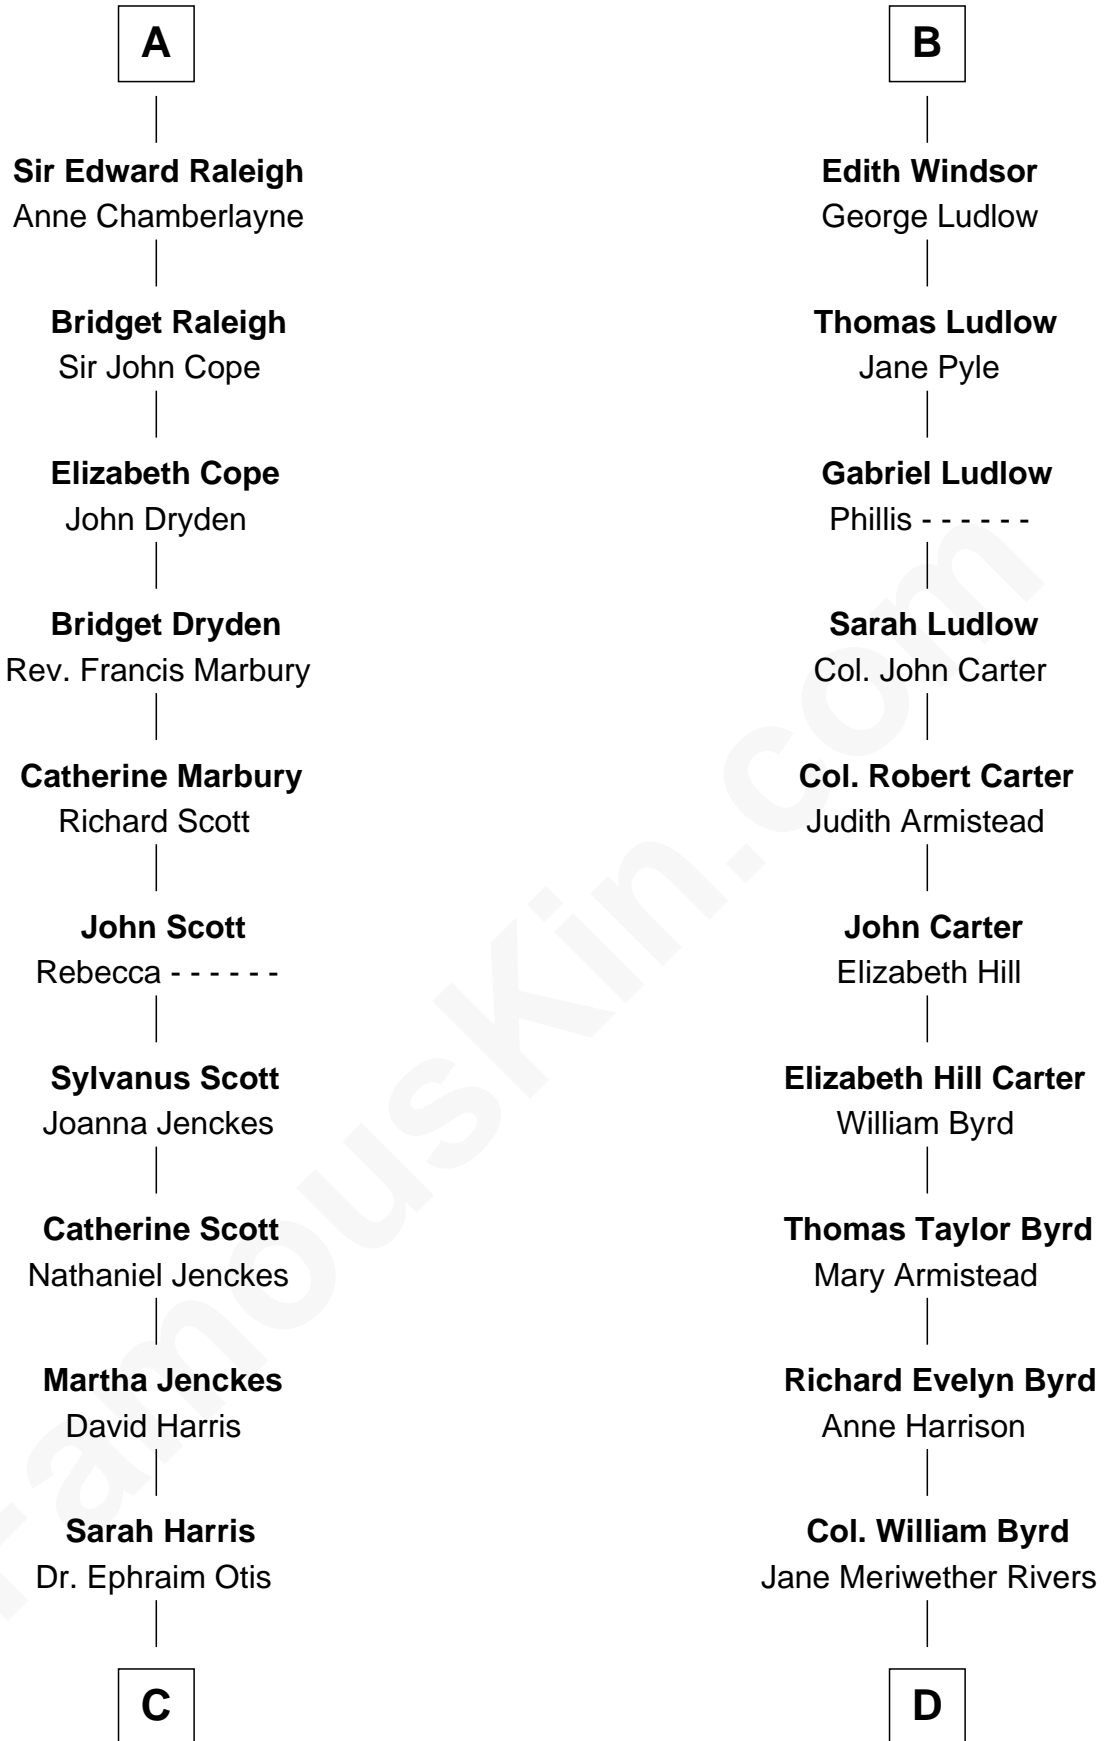 A
Sir Edward Raleigh
Anne Chamberlayne
Bridget Raleigh
Sir John Cope
Elizabeth Cope
John Dryden
Bridget Dryden
Rev. Francis Marbury
Catherine Marbury
Richard Scott
John Scott
Rebecca - - - - - -
Sylvanus Scott
Joanna Jenckes
Catherine Scott
Nathaniel Jenckes
Martha Jenckes
David Harris
Sarah Harris
Dr. Ephraim Otis
C
B
Edith Windsor
George Ludlow
Thomas Ludlow
Jane Pyle
Gabriel Ludlow
Phillis - - - - - -
Sarah Ludlow
Col. John Carter
Col. Robert Carter
Judith Armistead
John Carter
Elizabeth Hill
Elizabeth Hill Carter
William Byrd
Thomas Taylor Byrd
Mary Armistead
Richard Evelyn Byrd
Anne Harrison
Col. William Byrd
Jane Meriwether Rivers
D
FamousKin.com